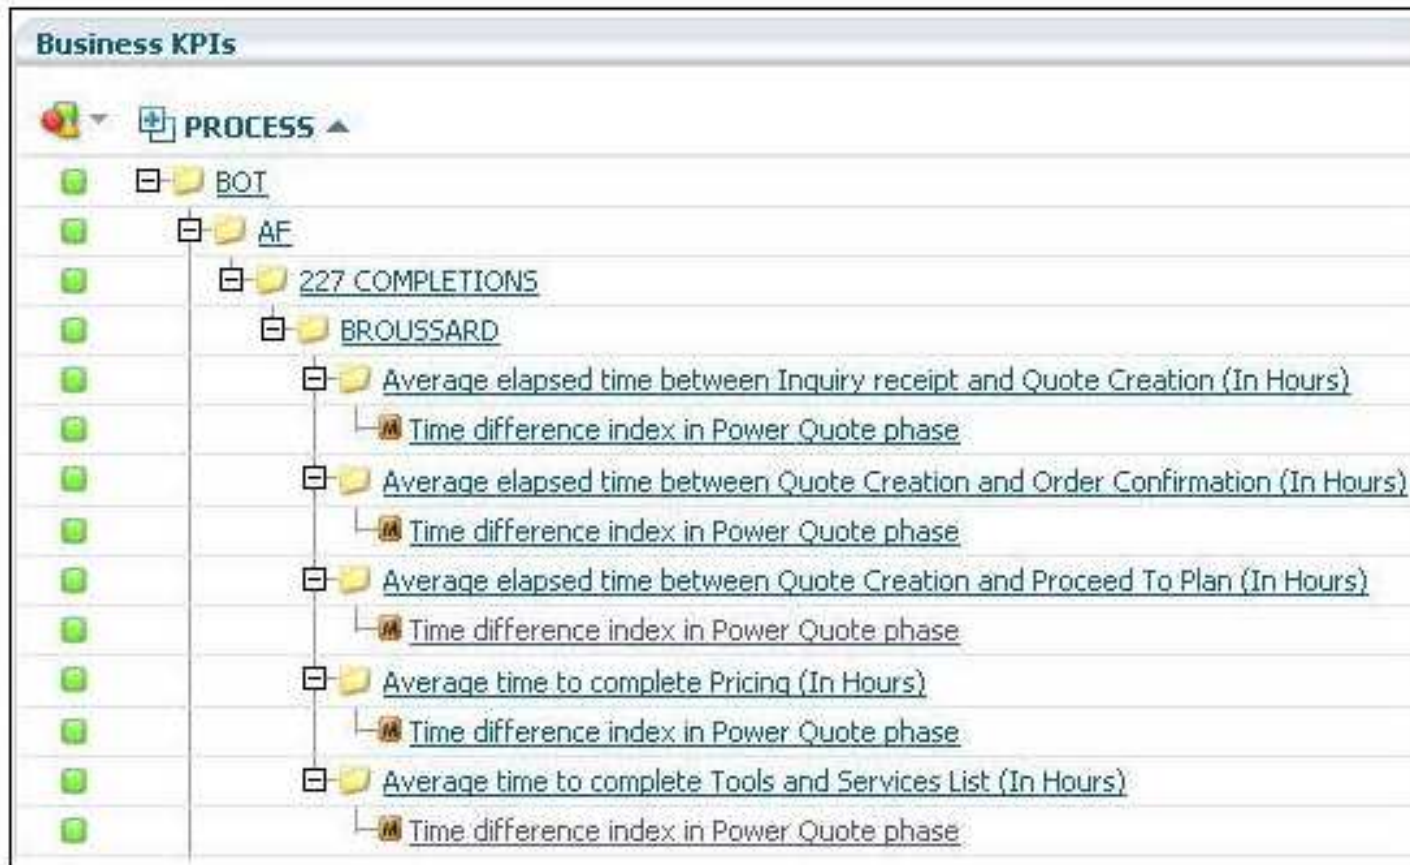 Business KPIs
PROCESS
BOT
AF
227 COMPLETIONS
BROUSSARD
Average elapsed time between Inquiry receipt and Quote Creation (In Hours)
M Time difference index in Power Quote phase
Average elapsed time between Quote Creation and Order Confirmation (In Hours)
M Time difference index in Power Quote phase
Average elapsed time between Quote Creation and Proceed To Plan (In Hours)
M Time difference index in Power Quote phase
Average time to complete Pricing (In Hours)
M Time difference index in Power Quote phase
Average time to complete Tools and Services List (In Hours)
M Time difference index in Power Quote phase